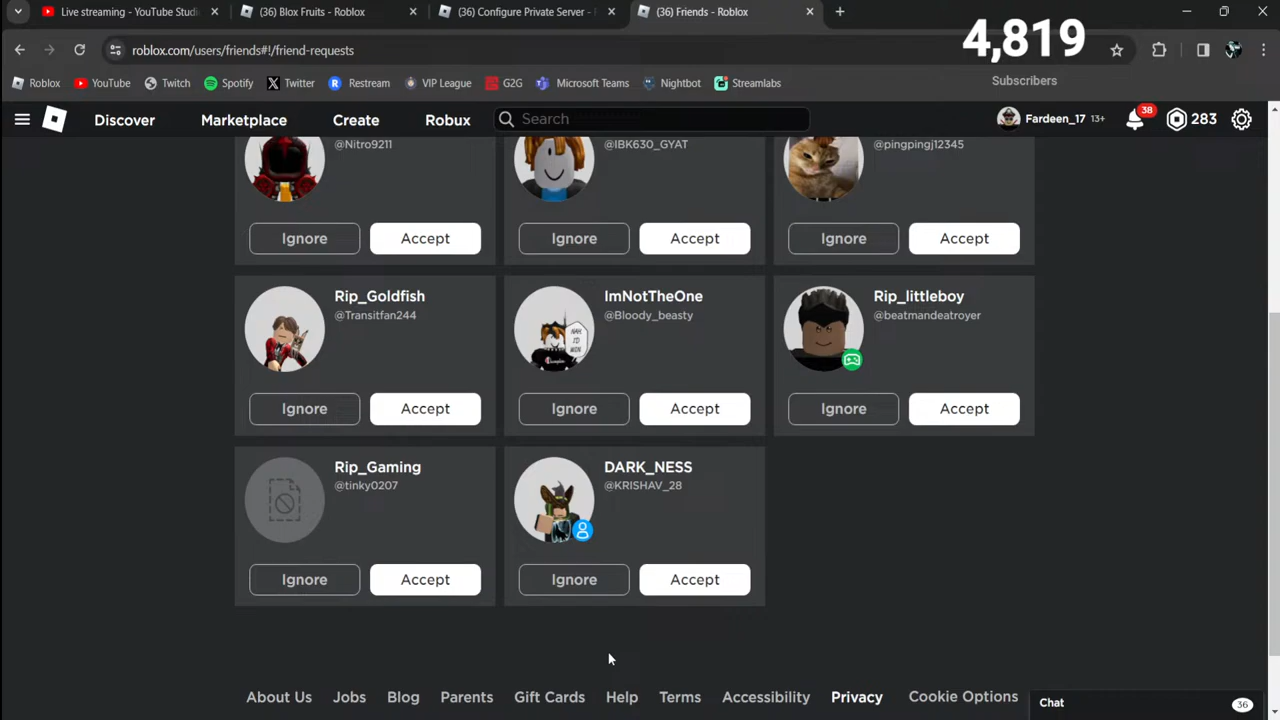 Live streaming - YouTube Studi
(36) Blox Fruits - Roblox
(36) Configure Private Server -
(36) Friends - Roblox
roblox.com/users/friends#!/friend-requests
4,819
Subscribers
Roblox
YouTube
Twitch
Spotify
Twitter
Restream
VIP League
G2G
Microsoft Teams
Nightbot
Streamlabs
Discover
Marketplace
Create
Robux
Search
Fardeen_17 13+
38
283
@Nitro9211
@IBK630_GYAT
@pingpingj12345
Ignore Accept
Ignore Accept
Ignore Accept
Rip_Goldfish
@Transitfan244
ImNotTheOne
@Bloody_beasty
NAH
I'D
WIN
Rip_littleboy
@beatmandeatroyer
Ignore Accept
Ignore Accept
Ignore Accept
Rip_Gaming
@tinky0207
DARK_NESS
@KRISHAV_28
Ignore Accept
Ignore Accept
About Us Jobs Blog Parents Gift Cards Help Terms Accessibility Privacy Cookie Options
Chat 36